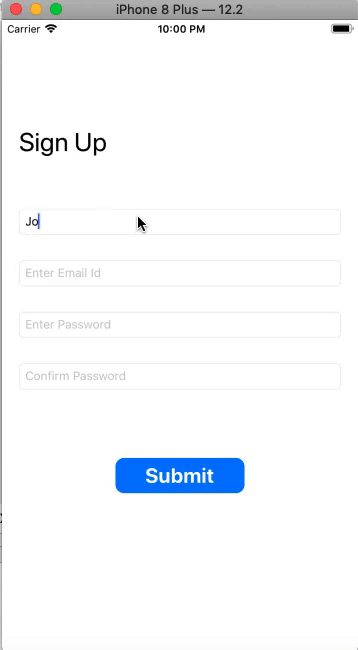 iPhone 8 Plus — 12.2
Carrier 10:00 PM
Sign Up
Jo
Enter Email Id
Enter Password
Confirm Password
Submit